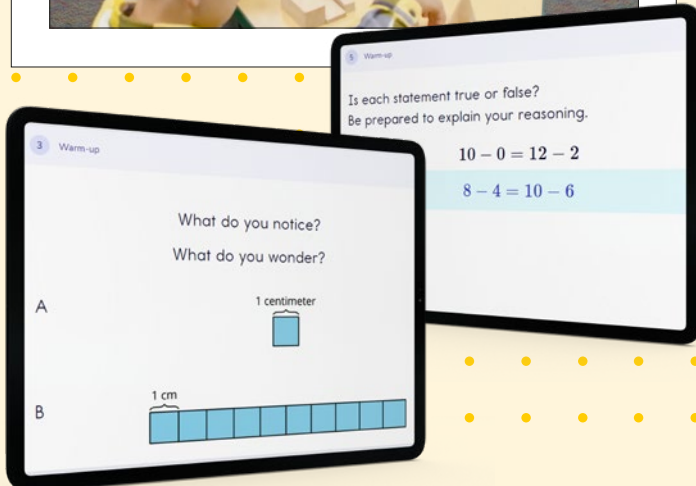 5 Warm-up
Is each statement true or false?
Be prepared to explain your reasoning.
10 − 0 = 12 − 2
8 − 4 = 10 − 6
3 Warm-up
What do you notice?
What do you wonder?
A
1 centimeter
B
1 cm